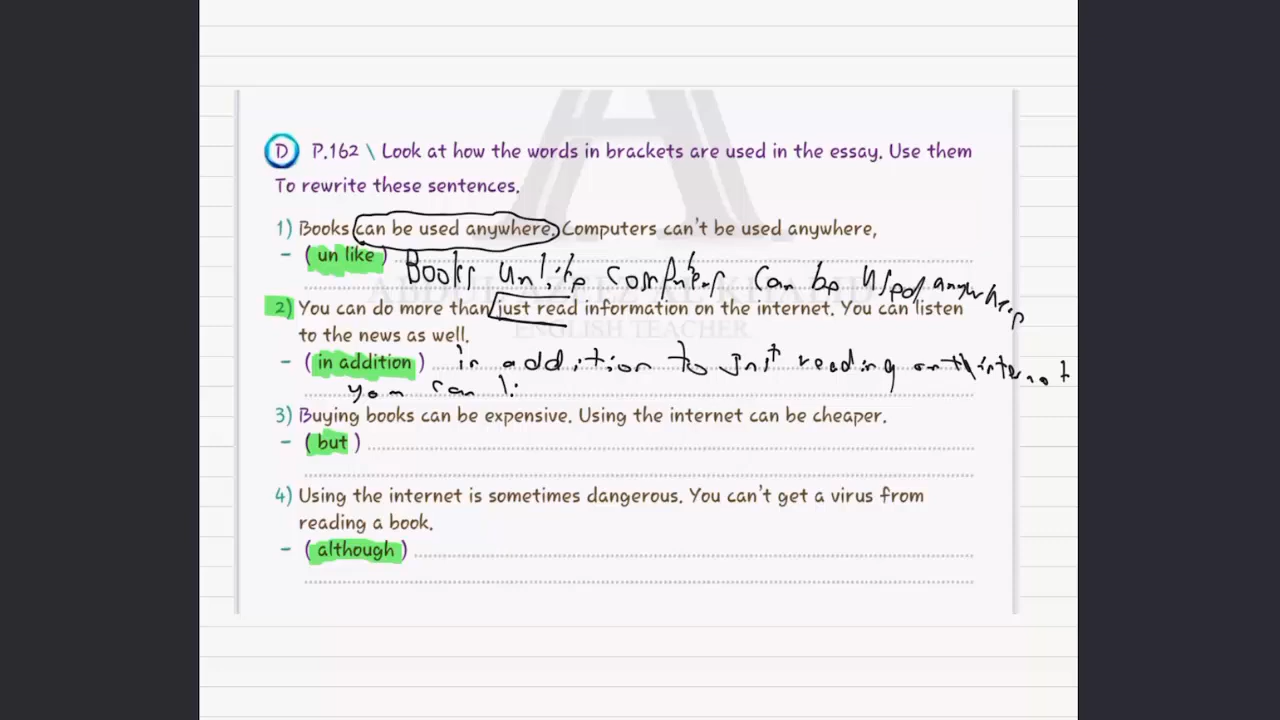 D P.162 \ Look at how the words in brackets are used in the essay. Use them
To rewrite these sentences.
1) Books can be used anywhere. Computers can't be used anywhere,
- ( un like ) Books unlike computers can be used anywhere
2) You can do more than just read information on the internet. You can listen
ENGLISH TEACHER
to the news as well.
- ( in addition ) in addition to Just reading on the internet
you can li
3) Buying books can be expensive. Using the internet can be cheaper.
- ( but )
4) Using the internet is sometimes dangerous. You can't get a virus from
reading a book.
- ( although )